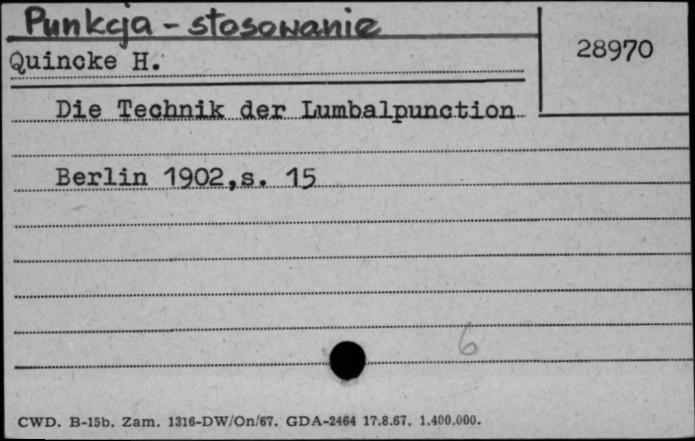 Punkcja - stosowanie
Quincke H.
28970
Die Technik der Lumbalpunction
Berlin 1902,s. 15
6
CWD. B-15b. Zam. 1316-DW/On/67. GDA-2464 17.8.67. 1.400.000.